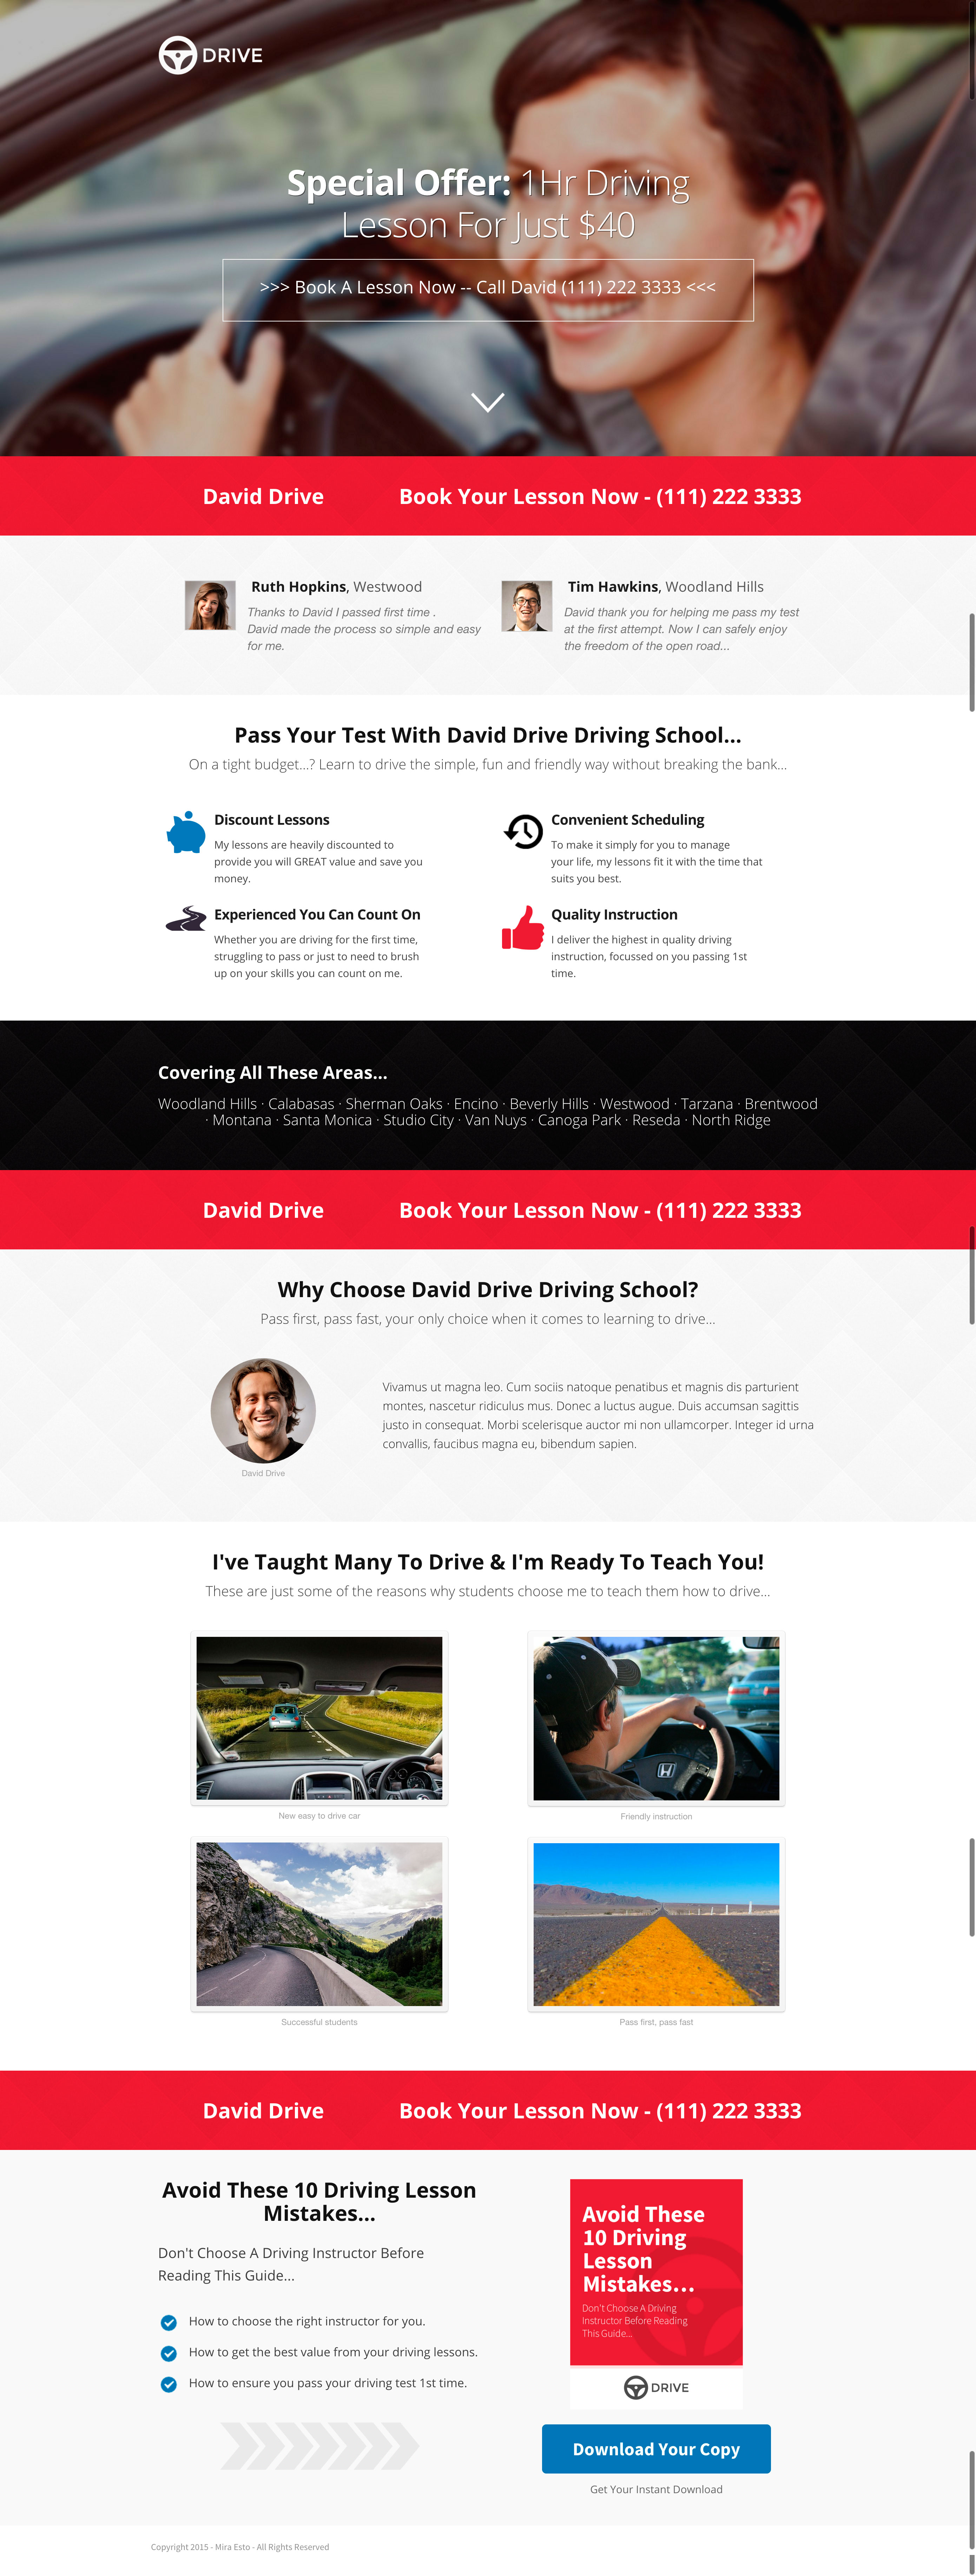 DRIVE
Special Offer: 1Hr Driving
Lesson For Just $40
>>> Book A Lesson Now -- Call David (111) 222 3333 <<<
David Drive
Book Your Lesson Now - (111) 222 3333
Ruth Hopkins, Westwood
Thanks to David I passed first time .
David made the process so simple and easy
for me.
Tim Hawkins, Woodland Hills
David thank you for helping me pass my test
at the first attempt. Now I can safely enjoy
the freedom of the open road...
Pass Your Test With David Drive Driving School...
On a tight budget...? Learn to drive the simple, fun and friendly way without breaking the bank...
Discount Lessons
My lessons are heavily discounted to
provide you will GREAT value and save you
money.
Convenient Scheduling
To make it simply for you to manage
your life, my lessons fit it with the time that
suits you best.
Experienced You Can Count On
Whether you are driving for the first time,
struggling to pass or just to need to brush
up on your skills you can count on me.
Quality Instruction
I deliver the highest in quality driving
instruction, focussed on you passing 1st
time.
Covering All These Areas...
Woodland Hills · Calabasas · Sherman Oaks · Encino · Beverly Hills · Westwood · Tarzana · Brentwood
· Montana · Santa Monica · Studio City · Van Nuys · Canoga Park · Reseda · North Ridge
David Drive
Book Your Lesson Now - (111) 222 3333
Why Choose David Drive Driving School?
Pass first, pass fast, your only choice when it comes to learning to drive...
David Drive
Vivamus ut magna leo. Cum sociis natoque penatibus et magnis dis parturient
montes, nascetur ridiculus mus. Donec a luctus augue. Duis accumsan sagittis
justo in consequat. Morbi scelerisque auctor mi non ullamcorper. Integer id urna
convallis, faucibus magna eu, bibendum sapien.
I've Taught Many To Drive & I'm Ready To Teach You!
These are just some of the reasons why students choose me to teach them how to drive...
New easy to drive car
Friendly instruction
Successful students
Pass first, pass fast
David Drive
Book Your Lesson Now - (111) 222 3333
Avoid These 10 Driving Lesson
Mistakes...
Don't Choose A Driving Instructor Before
Reading This Guide...
How to choose the right instructor for you.
How to get the best value from your driving lessons.
How to ensure you pass your driving test 1st time.
Avoid These
10 Driving
Lesson
Mistakes...
Don't Choose A Driving
Instructor Before Reading
This Guide...
DRIVE
Download Your Copy
Get Your Instant Download
Copyright 2015 - Mira Esto - All Rights Reserved